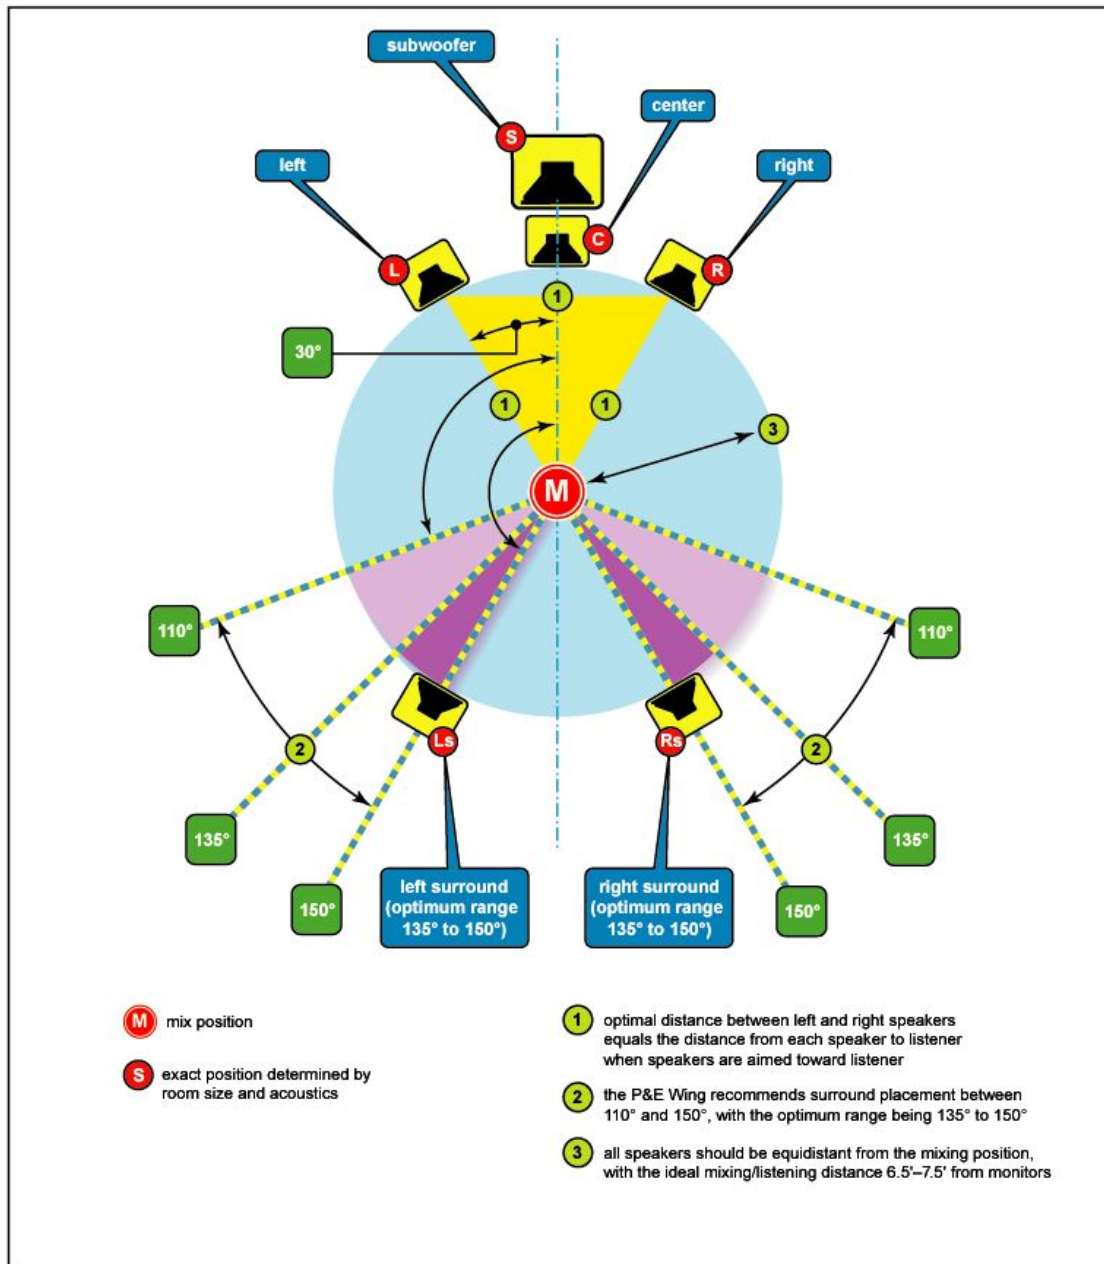 subwoofer
center
S
left
right
C
L
R
1
30°
1
1
3
M
110°
110°
2
Ls
Rs
2
135°
135°
left surround
(optimum range
135° to 150°)
right surround
(optimum range
135° to 150°)
150°
150°
M mix position
S exact position determined by
room size and acoustics
1 optimal distance between left and right speakers
equals the distance from each speaker to listener
when speakers are aimed toward listener
2 the P&E Wing recommends surround placement between
110° and 150°, with the optimum range being 135° to 150°
3 all speakers should be equidistant from the mixing position,
with the ideal mixing/listening distance 6.5'–7.5' from monitors